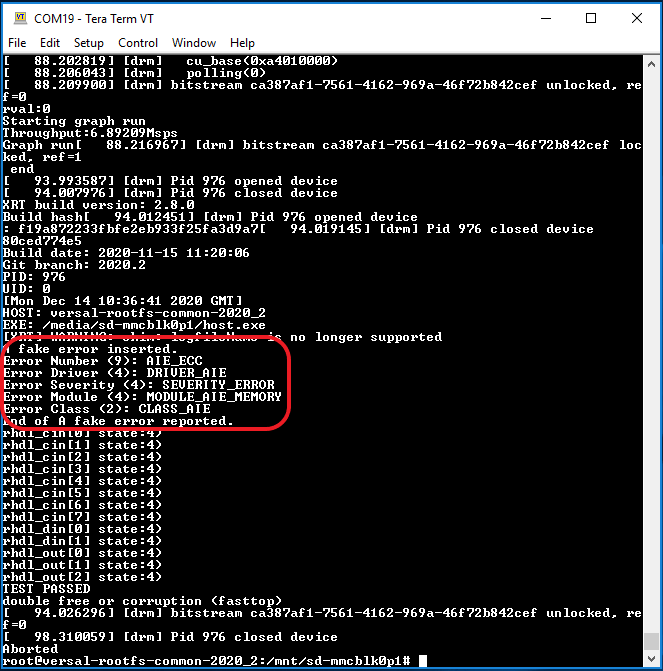 COM19 - Tera Term VT
File Edit Setup Control Window Help
[   88.202819] [drm]   cu_base(0xa4010000)
[   88.206043] [drm]   polling(0)
[   88.209900] [drm] bitstream ca387af1-7561-4162-969a-46f72b842cef unlocked, re
f=0
rval:0
Starting graph run
Throughput:6.89209Msps
Graph run[   88.216967] [drm] bitstream ca387af1-7561-4162-969a-46f72b842cef loc
ked, ref=1
 end
[   93.993587] [drm] Pid 976 opened device
[   94.007976] [drm] Pid 976 closed device
XRT build version: 2.8.0
Build hash[   94.012451] [drm] Pid 976 opened device
: f19a872233fbfe2eb933f25fa3d9a7[   94.019145] [drm] Pid 976 closed device
80ced774e5
Build date: 2020-11-15 11:20:06
Git branch: 2020.2
PID: 976
UID: 0
[Mon Dec 14 10:36:41 2020 GMT]
HOST: versal-rootfs-common-2020_2
EXE: /media/sd-mmcblk0p1/host.exe
[XRT] WARNING: shim: logfileName is no longer supported
A fake error inserted.
Error Number (9): AIE_ECC
Error Driver (4): DRIVER_AIE
Error Severity (4): SEVERITY_ERROR
Error Module (4): MODULE_AIE_MEMORY
Error Class (2): CLASS_AIE
End of A fake error reported.
rhdl_cin[0] state:4)
rhdl_cin[1] state:4)
rhdl_cin[2] state:4)
rhdl_cin[3] state:4)
rhdl_cin[4] state:4)
rhdl_cin[5] state:4)
rhdl_cin[6] state:4)
rhdl_cin[7] state:4)
rhdl_din[0] state:4)
rhdl_din[1] state:4)
rhdl_out[0] state:4)
rhdl_out[1] state:4)
rhdl_out[2] state:4)
TEST PASSED
double free or corruption (fasttop)
[   94.026296] [drm] bitstream ca387af1-7561-4162-969a-46f72b842cef unlocked, re
f=0
[   98.310059] [drm] Pid 976 closed device
Aborted
root@versal-rootfs-common-2020_2:/mnt/sd-mmcblk0p1#